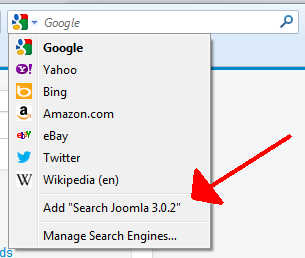 Google
Google
Yahoo
Bing
Amazon.com
eBay
Twitter
Wikipedia (en)
Add "Search Joomla 3.0.2"
Manage Search Engines...
ds